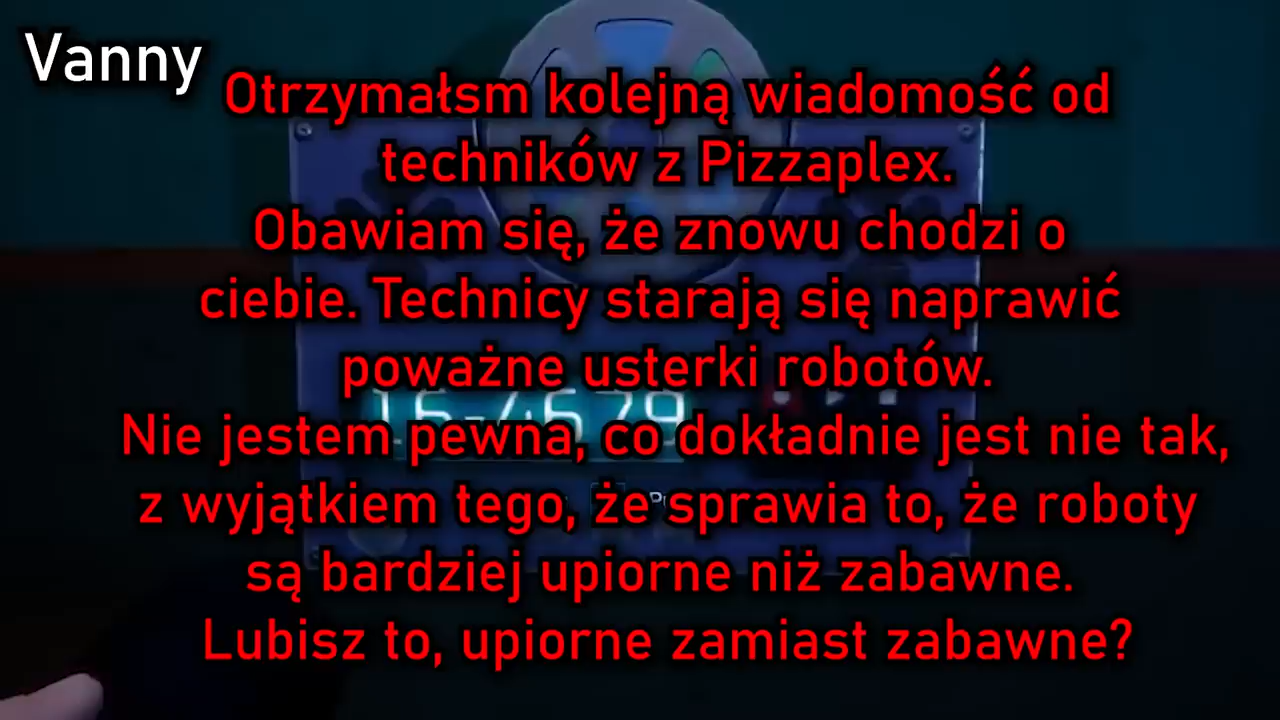 Vanny
Otrzymałsm kolejną wiadomość od
techników z Pizzaplex.
Obawiam się, że znowu chodzi o
ciebie. Technicy starają się naprawić
poważne usterki robotów.
Nie jestem pewna, co dokładnie jest nie tak,
z wyjątkiem tego, że sprawia to, że roboty
są bardziej upiorne niż zabawne.
Lubisz to, upiorne zamiast zabawne?